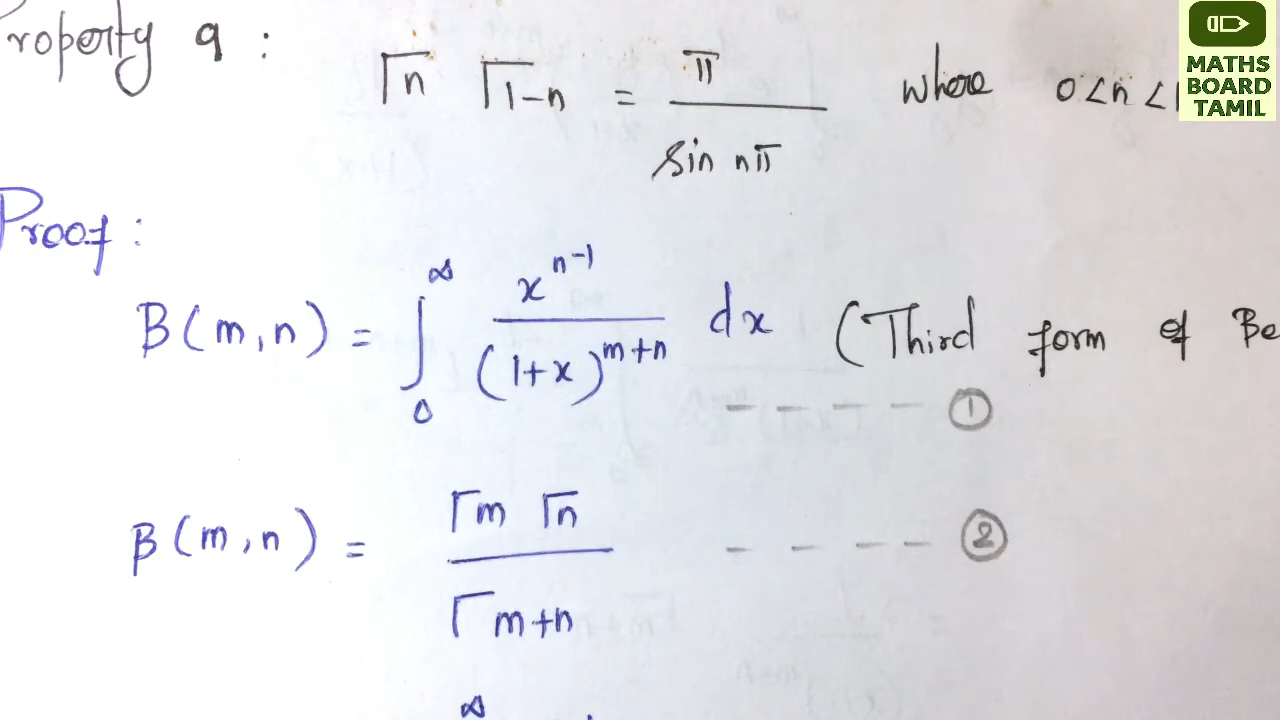 roperty 9 :
Γn Γ1-n = π / sin nπ where 0<n<1
MATHS
BOARD
TAMIL
Proof :
B(m,n) = ∫₀^∞ x^(n-1) / (1+x)^(m+n) dx (Third form of Be
- - - - ①
β(m,n) = Γm Γn / Γm+n - - - - ②
∞